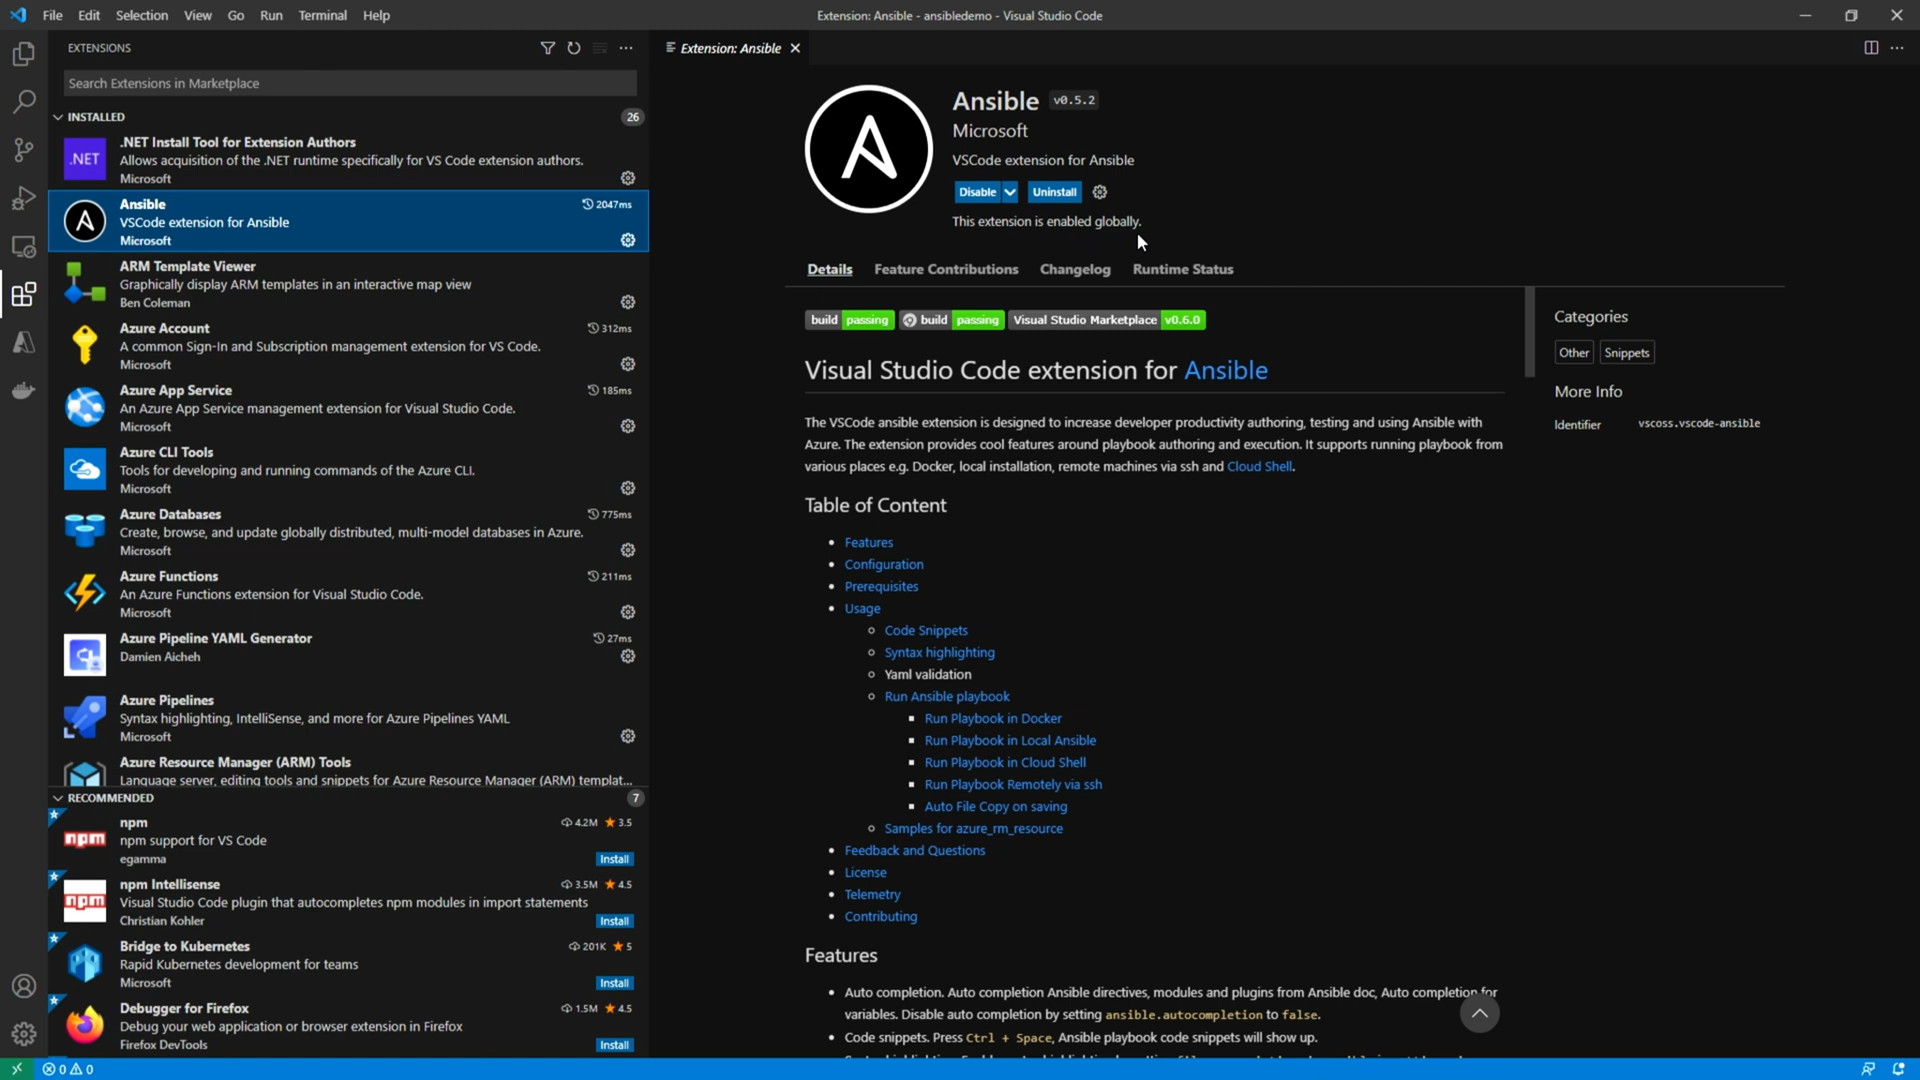 File Edit Selection View Go Run Terminal Help
Extension: Ansible - ansibledemo - Visual Studio Code
EXTENSIONS
Search Extensions in Marketplace
INSTALLED 26
.NET
.NET Install Tool for Extension Authors
Allows acquisition of the .NET runtime specifically for VS Code extension authors.
Microsoft
Ansible 2047ms
VSCode extension for Ansible
Microsoft
ARM Template Viewer
Graphically display ARM templates in an interactive map view
Ben Coleman
Azure Account 312ms
A common Sign-In and Subscription management extension for VS Code.
Microsoft
Azure App Service 185ms
An Azure App Service management extension for Visual Studio Code.
Microsoft
Azure CLI Tools
Tools for developing and running commands of the Azure CLI.
Microsoft
Azure Databases 775ms
Create, browse, and update globally distributed, multi-model databases in Azure.
Microsoft
Azure Functions 211ms
An Azure Functions extension for Visual Studio Code.
Microsoft
Azure Pipeline YAML Generator 27ms
Damien Aicheh
Azure Pipelines
Syntax highlighting, IntelliSense, and more for Azure Pipelines YAML
Microsoft
Azure Resource Manager (ARM) Tools
Language server, editing tools and snippets for Azure Resource Manager (ARM) templat...
RECOMMENDED 7
npm
npm 4.2M 3.5
npm support for VS Code
egamma Install
npm
npm Intellisense 3.5M 4.5
Visual Studio Code plugin that autocompletes npm modules in import statements
Christian Kohler Install
Bridge to Kubernetes 201K 5
Rapid Kubernetes development for teams
Microsoft Install
Debugger for Firefox 1.5M 4.5
Debug your web application or browser extension in Firefox
Firefox DevTools Install
0 0
Extension: Ansible
Ansible v0.5.2
Microsoft
VSCode extension for Ansible
Disable Uninstall
This extension is enabled globally.
Details Feature Contributions Changelog Runtime Status
build passing build passing Visual Studio Marketplace v0.6.0
Visual Studio Code extension for Ansible
The VSCode ansible extension is designed to increase developer productivity authoring, testing and using Ansible with
Azure. The extension provides cool features around playbook authoring and execution. It supports running playbook from
various places e.g. Docker, local installation, remote machines via ssh and Cloud Shell.
Table of Content
Features
Configuration
Prerequisites
Usage
Code Snippets
Syntax highlighting
Yaml validation
Run Ansible playbook
Run Playbook in Docker
Run Playbook in Local Ansible
Run Playbook in Cloud Shell
Run Playbook Remotely via ssh
Auto File Copy on saving
Samples for azure_rm_resource
Feedback and Questions
License
Telemetry
Contributing
Features
Auto completion. Auto completion Ansible directives, modules and plugins from Ansible doc, Auto completion for
variables. Disable auto completion by setting ansible.autocompletion to false.
Code snippets. Press Ctrl + Space, Ansible playbook code snippets will show up.
Categories
Other Snippets
More Info
Identifier vscoss.vscode-ansible